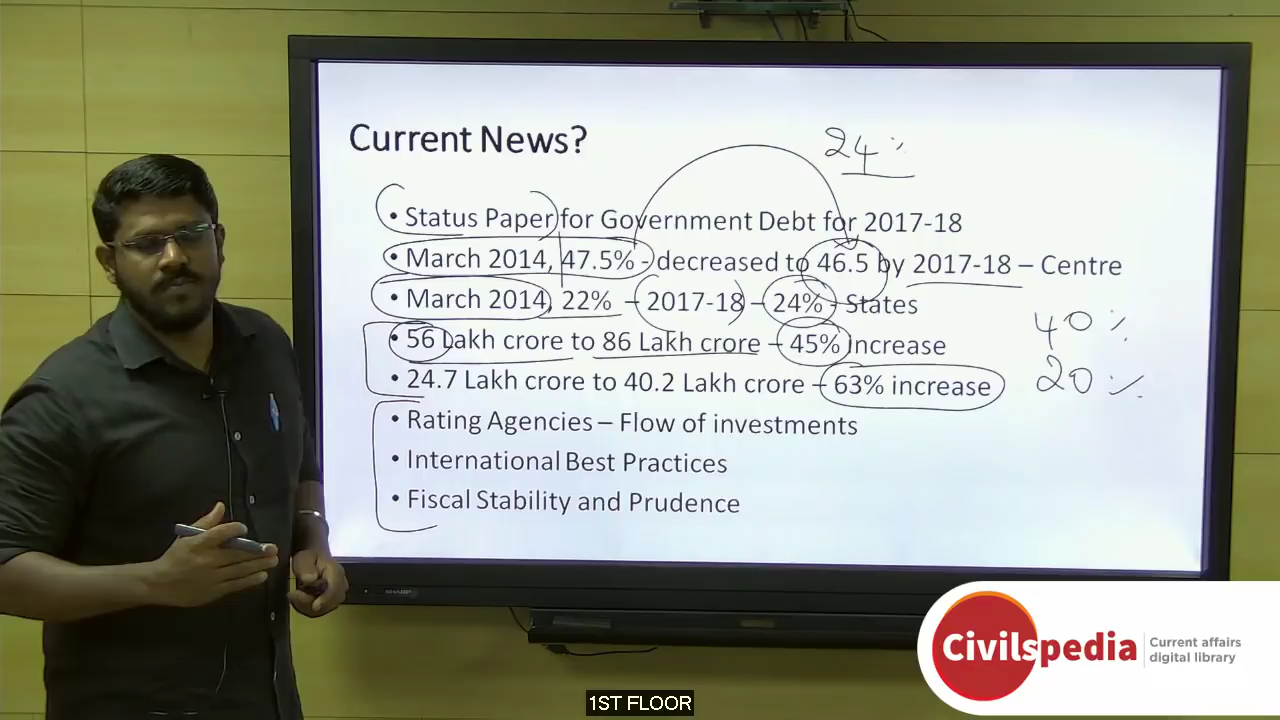 Current News?
24%
• Status Paper for Government Debt for 2017-18
• March 2014, 47.5% - decreased to 46.5 by 2017-18 – Centre
• March 2014, 22% – 2017-18 – 24% - States
40%
• 56 Lakh crore to 86 Lakh crore – 45% Increase
• 24.7 Lakh crore to 40.2 Lakh crore – 63% increase
20%
• Rating Agencies – Flow of investments
• International Best Practices
• Fiscal Stability and Prudence
SHARP
Civilspedia
Current affairs
digital library
1ST FLOOR